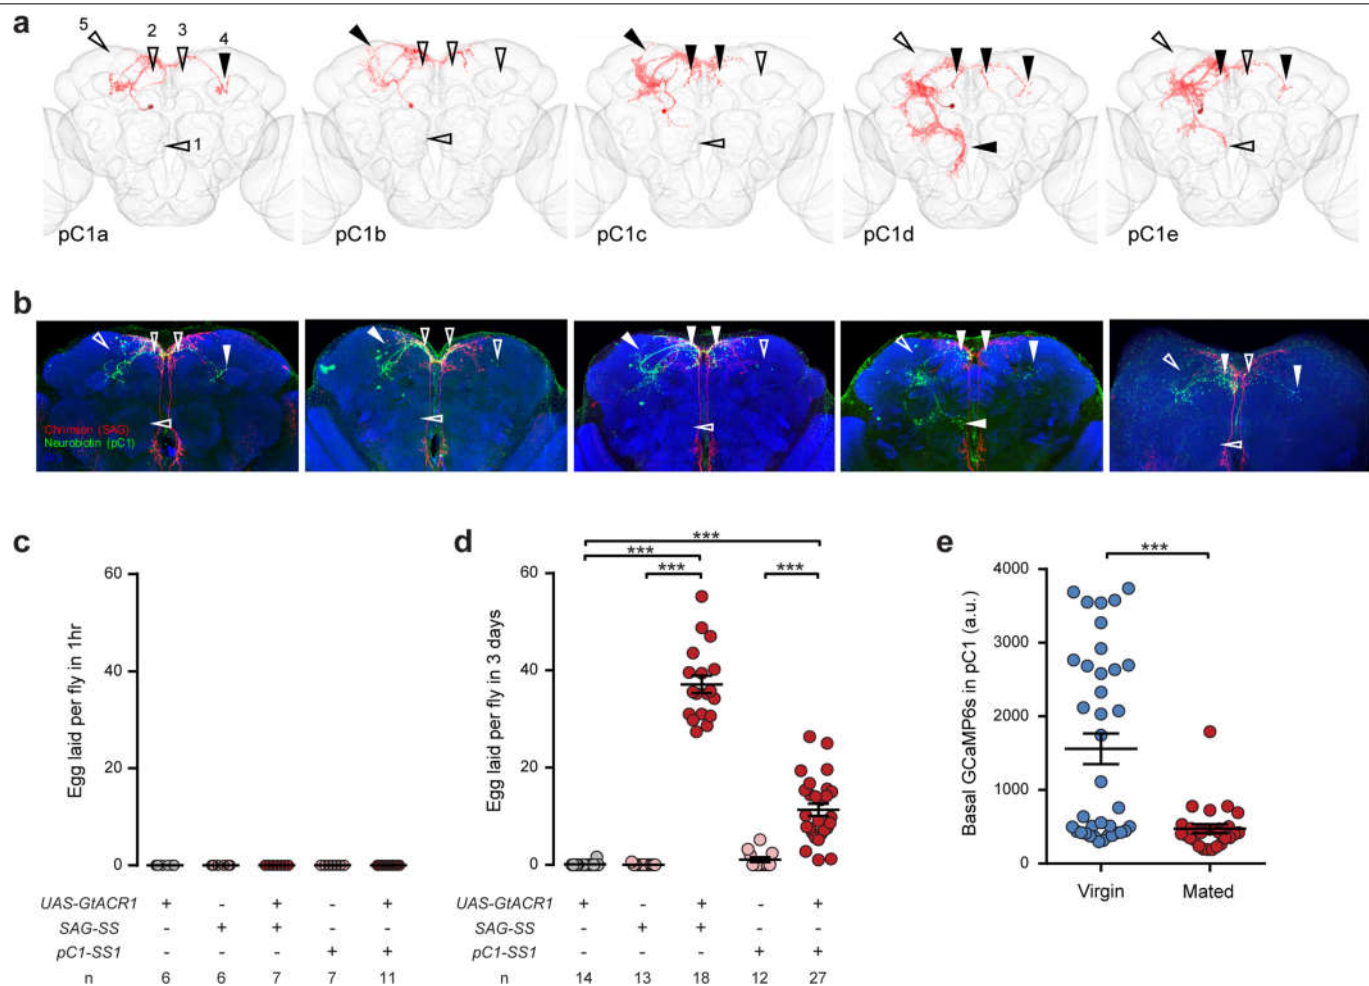 a
5 2 3 4
1
pC1a pC1b pC1c pC1d pC1e
b
Chrimson (SAG)
Neurobiotin (pC1)
c
Egg laid per fly in 1hr
60
40
20
0
UAS-GtACR1 + - + - +
SAG-SS - + + - -
pC1-SS1 - - - + +
n 6 6 7 7 11
d
Egg laid per fly in 3 days
***
***
*** ***
60
40
20
0
UAS-GtACR1 + - + - +
SAG-SS - + + - -
pC1-SS1 - - - + +
n 14 13 18 12 27
e
Basal GCaMP6s in pC1 (a.u.)
***
4000
3000
2000
1000
0
Virgin Mated